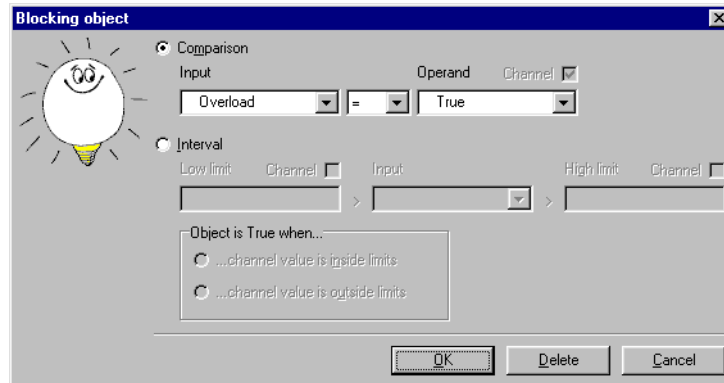 Blocking object
Comparison
Input Operand Channel
Overload = True
Interval
Low limit Channel Input High limit Channel
> >
Object is True when...
...channel value is inside limits
...channel value is outside limits
OK Delete Cancel